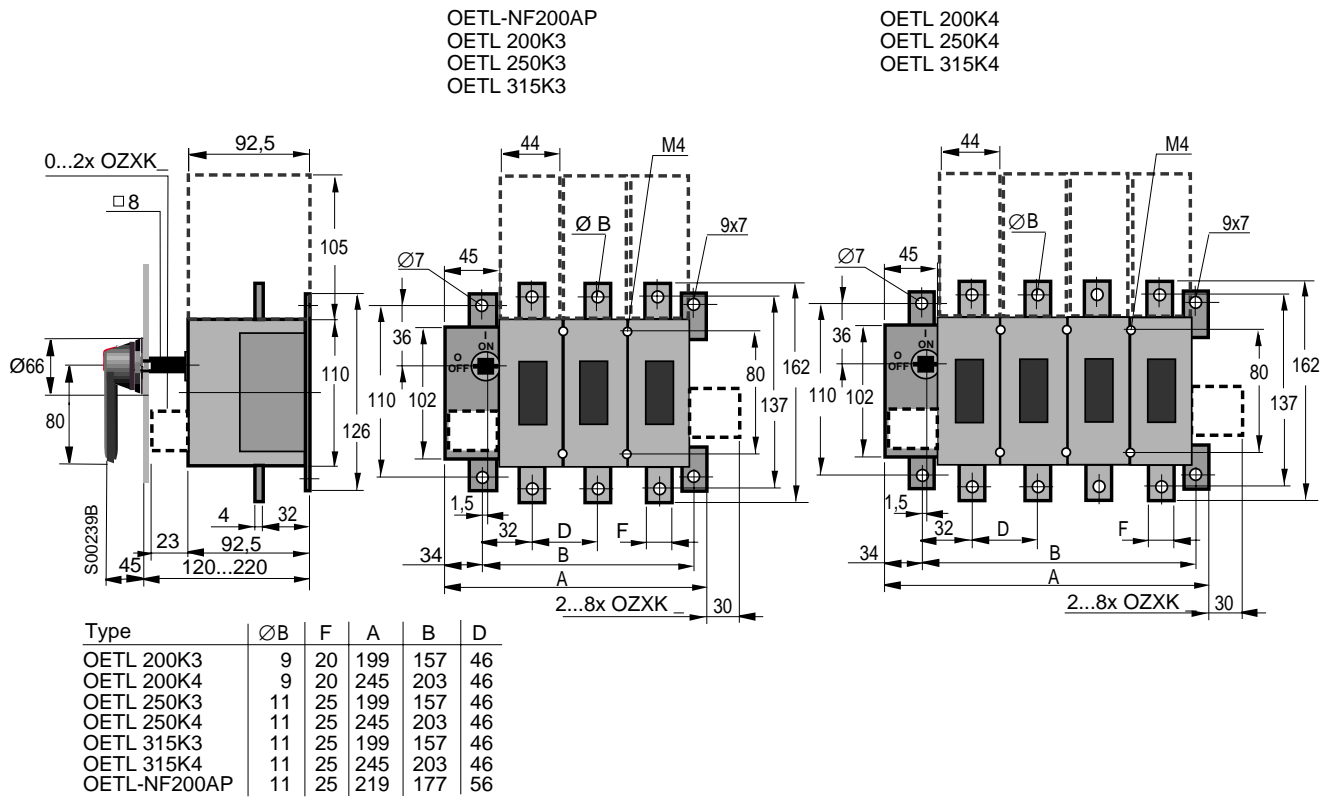 OETL-NF200AP
OETL 200K3
OETL 250K3
OETL 315K3
OETL 200K4
OETL 250K4
OETL 315K4
92,5
0...2x OZXK_
□8
105
Ø66
80
110
126
4
32
23
92,5
45
120...220
S00239B
44
M4
Ø B
9x7
Ø7
45
36
I
ON
O
OFF
110
102
80
137
162
1,5
32
D
F
34
B
A
2...8x OZXK_
30
44
M4
ØB
9x7
Ø7
45
36
I
ON
O
OFF
110
102
80
137
162
1,5
32
D
F
34
B
A
2...8x OZXK_
30
Type ØB F A B D
OETL 200K3 9 20 199 157 46
OETL 200K4 9 20 245 203 46
OETL 250K3 11 25 199 157 46
OETL 250K4 11 25 245 203 46
OETL 315K3 11 25 199 157 46
OETL 315K4 11 25 245 203 46
OETL-NF200AP 11 25 219 177 56